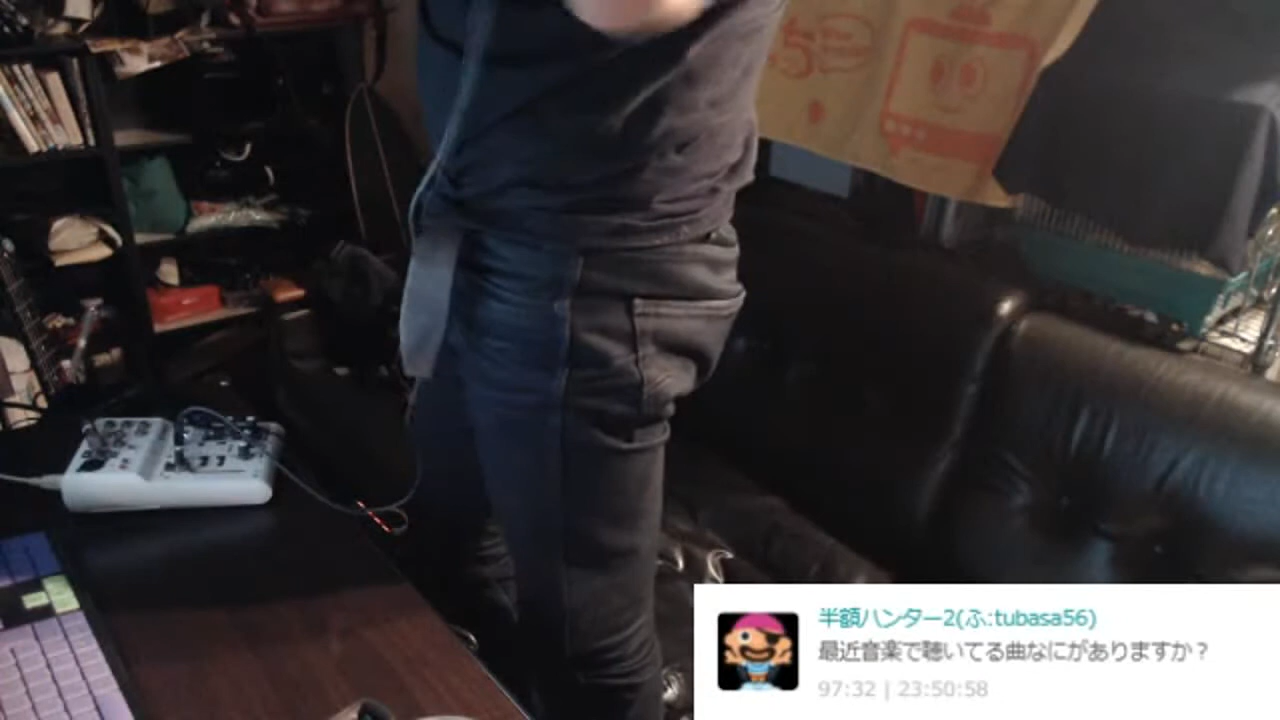 半額ハンター2(ふ:tubasa56)
最近音楽で聴いてる曲なにがありますか？
97:32 | 23:50:58